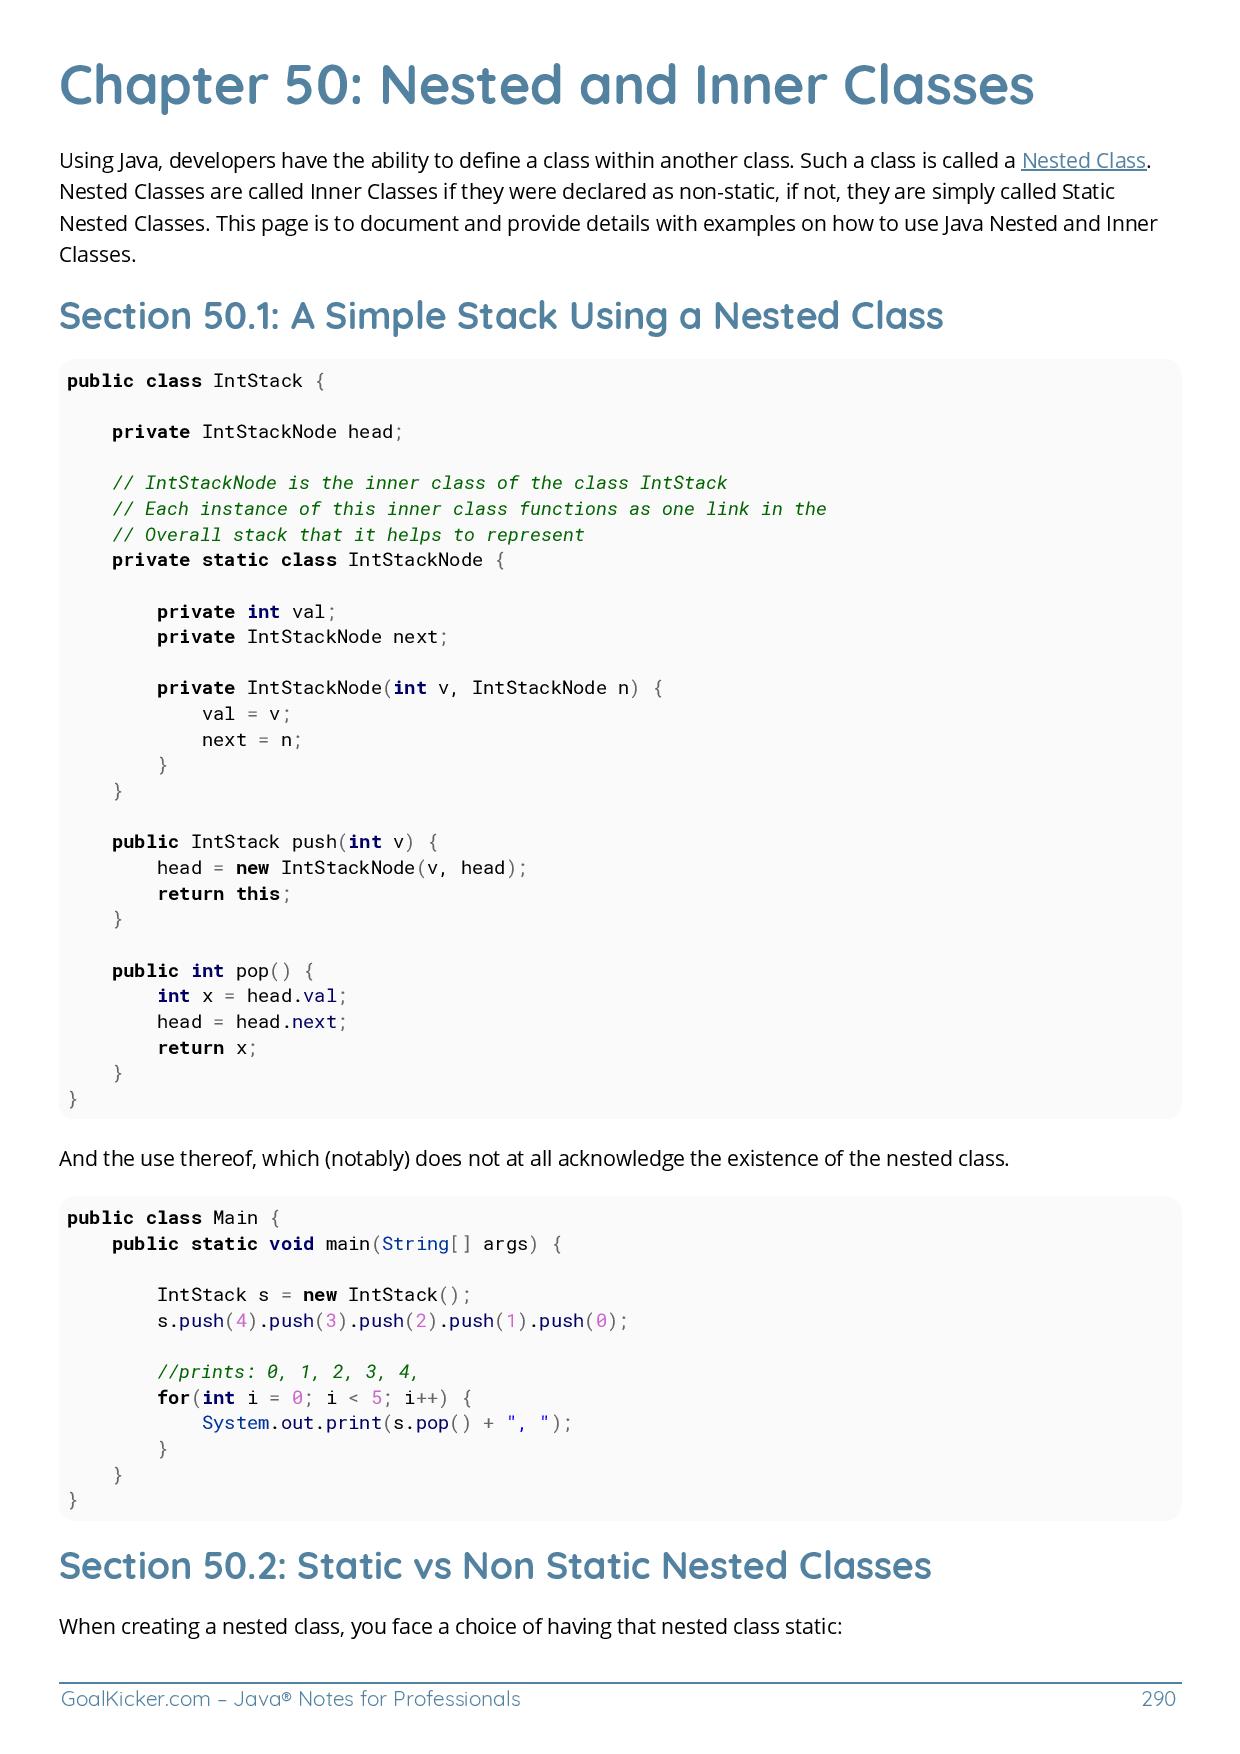 Chapter 50: Nested and Inner Classes
Using Java, developers have the ability to define a class within another class. Such a class is called a Nested Class.
Nested Classes are called Inner Classes if they were declared as non-static, if not, they are simply called Static
Nested Classes. This page is to document and provide details with examples on how to use Java Nested and Inner
Classes.
Section 50.1: A Simple Stack Using a Nested Class
public class IntStack {
    private IntStackNode head;
    // IntStackNode is the inner class of the class IntStack
    // Each instance of this inner class functions as one link in the
    // Overall stack that it helps to represent
    private static class IntStackNode {
        private int val;
        private IntStackNode next;
        private IntStackNode(int v, IntStackNode n) {
            val = v;
            next = n;
        }
    }
    public IntStack push(int v) {
        head = new IntStackNode(v, head);
        return this;
    }
    public int pop() {
        int x = head.val;
        head = head.next;
        return x;
    }
}
And the use thereof, which (notably) does not at all acknowledge the existence of the nested class.
public class Main {
    public static void main(String[] args) {
        IntStack s = new IntStack();
        s.push(4).push(3).push(2).push(1).push(0);
        //prints: 0, 1, 2, 3, 4,
        for(int i = 0; i < 5; i++) {
            System.out.print(s.pop() + ", ");
        }
    }
}
Section 50.2: Static vs Non Static Nested Classes
When creating a nested class, you face a choice of having that nested class static:
GoalKicker.com – Java® Notes for Professionals 290